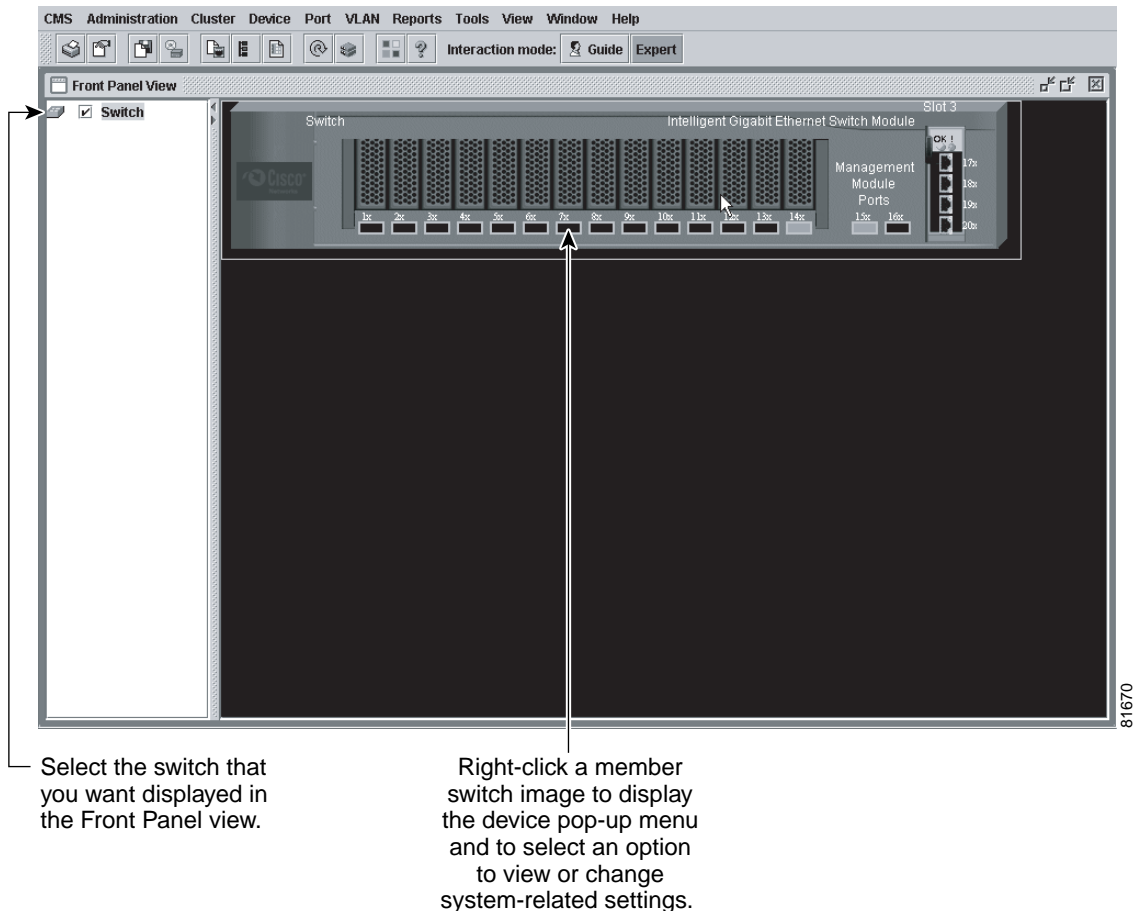 CMS Administration Cluster Device Port VLAN Reports Tools View Window Help
Interaction mode: Guide Expert
Front Panel View
Switch
Slot 3
Switch Intelligent Gigabit Ethernet Switch Module
OK !
CISCO
Management
Module
Ports
1x 2x 3x 4x 5x 6x 7x 8x 9x 10x 11x 12x 13x 14x 15x 16x
17x
18x
19x
20x
81670
Select the switch that
you want displayed in
the Front Panel view.
Right-click a member
switch image to display
the device pop-up menu
and to select an option
to view or change
system-related settings.